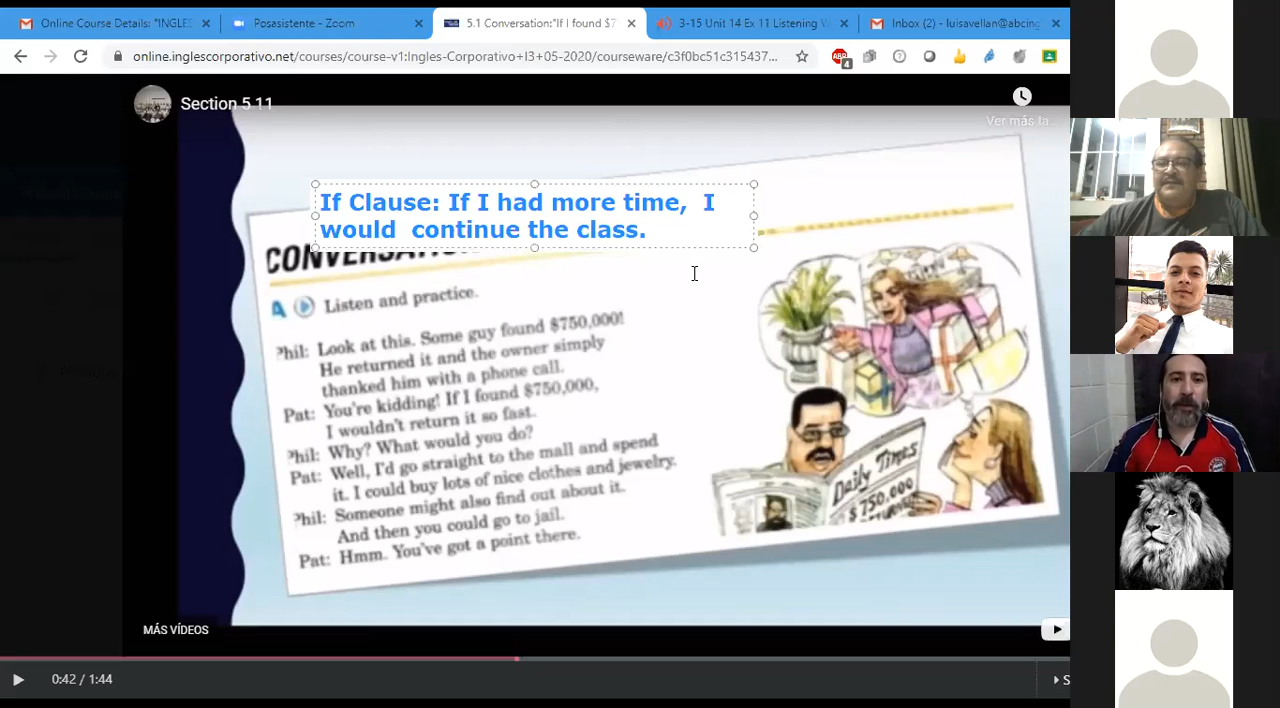 Online Course Details: "INGLES
Posasistente - Zoom
5.1 Conversation:"If I found $7
3-15 Unit 14 Ex 11 Listening W
Inbox (2) - luisavellan@abcing
online.inglescorporativo.net/courses/course-v1:Ingles-Corporativo+I3+05-2020/courseware/c3f0bc51c315437...
ABP
4
Section 5 11
Ver más ta...
If Clause: If I had more time, I
would continue the class.
CONVERSATION
A Listen and practice.
Phil: Look at this. Some guy found $750,000!
He returned it and the owner simply
thanked him with a phone call.
Pat: You're kidding! If I found $750,000,
I wouldn't return it so fast.
Phil: Why? What would you do?
Pat: Well, I'd go straight to the mall and spend
it. I could buy lots of nice clothes and jewelry.
Phil: Someone might also find out about it.
And then you could go to jail.
Pat: Hmm. You've got a point there.
Daily Times
$750,000
MÁS VÍDEOS
0:42 / 1:44
S